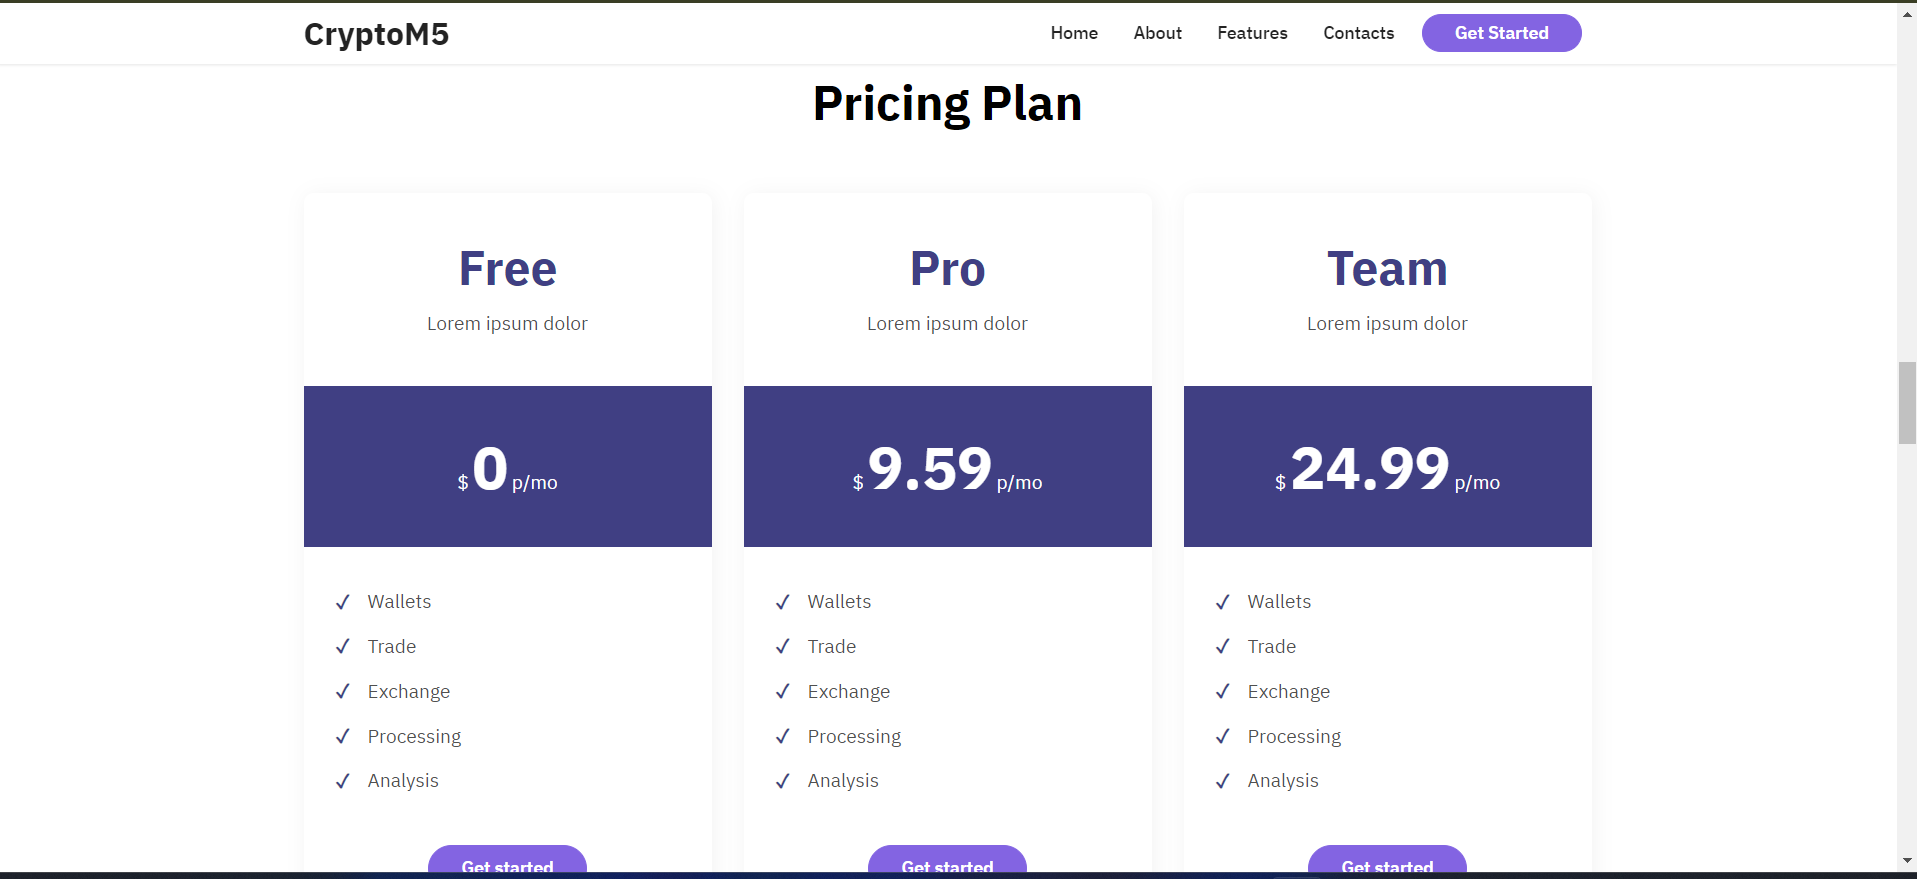 CryptoM5
Home About Features Contacts Get Started
Pricing Plan
Free
Lorem ipsum dolor
$ 0 p/mo
✓ Wallets
✓ Trade
✓ Exchange
✓ Processing
✓ Analysis
Get started
Pro
Lorem ipsum dolor
$ 9.59 p/mo
✓ Wallets
✓ Trade
✓ Exchange
✓ Processing
✓ Analysis
Get started
Team
Lorem ipsum dolor
$ 24.99 p/mo
✓ Wallets
✓ Trade
✓ Exchange
✓ Processing
✓ Analysis
Get started